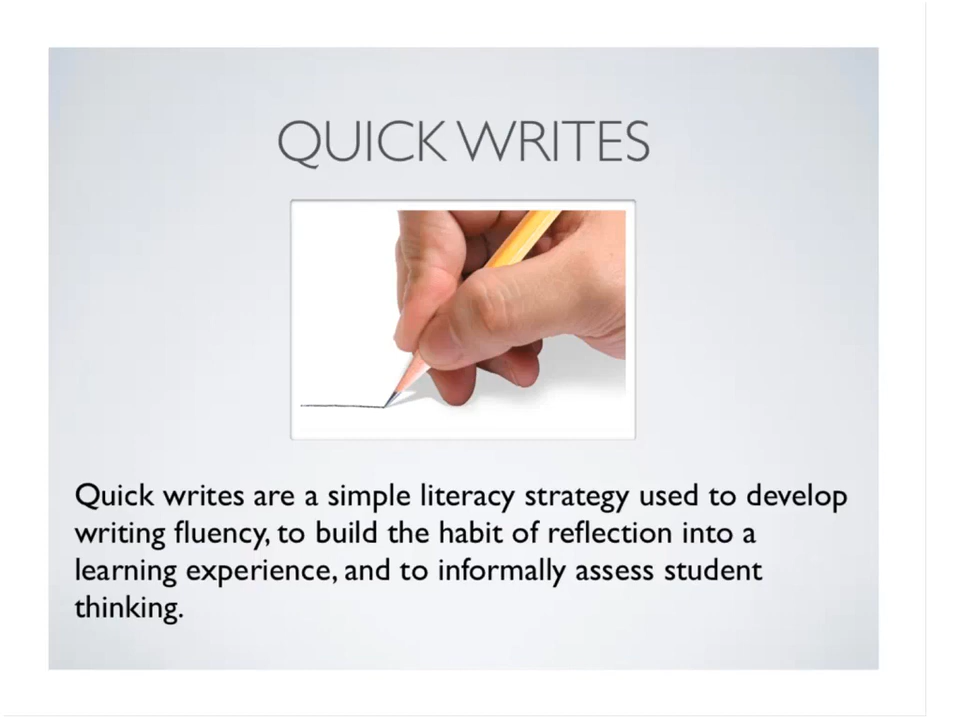 QUICK WRITES
Quick writes are a simple literacy strategy used to develop
writing fluency, to build the habit of reflection into a
learning experience, and to informally assess student
thinking.